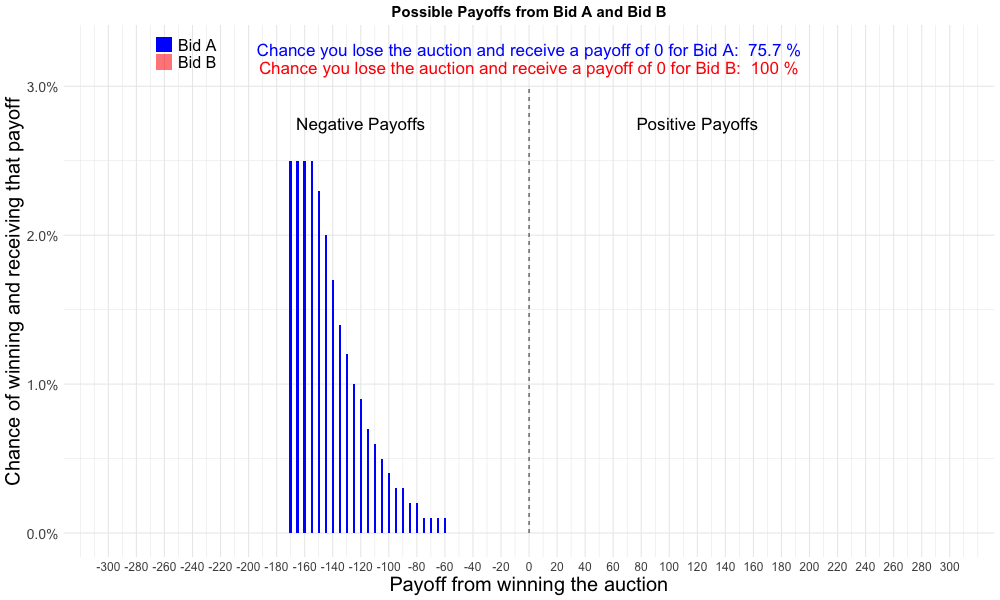 Possible Payoffs from Bid A and Bid B
Bid A
Bid B
Chance you lose the auction and receive a payoff of 0 for Bid A: 75.7 %
Chance you lose the auction and receive a payoff of 0 for Bid B: 100 %
Negative Payoffs
Positive Payoffs
Chance of winning and receiving that payoff
3.0%
2.0%
1.0%
0.0%
-300 -280 -260 -240 -220 -200 -180 -160 -140 -120 -100 -80 -60 -40 -20 0 20 40 60 80 100 120 140 160 180 200 220 240 260 280 300
Payoff from winning the auction